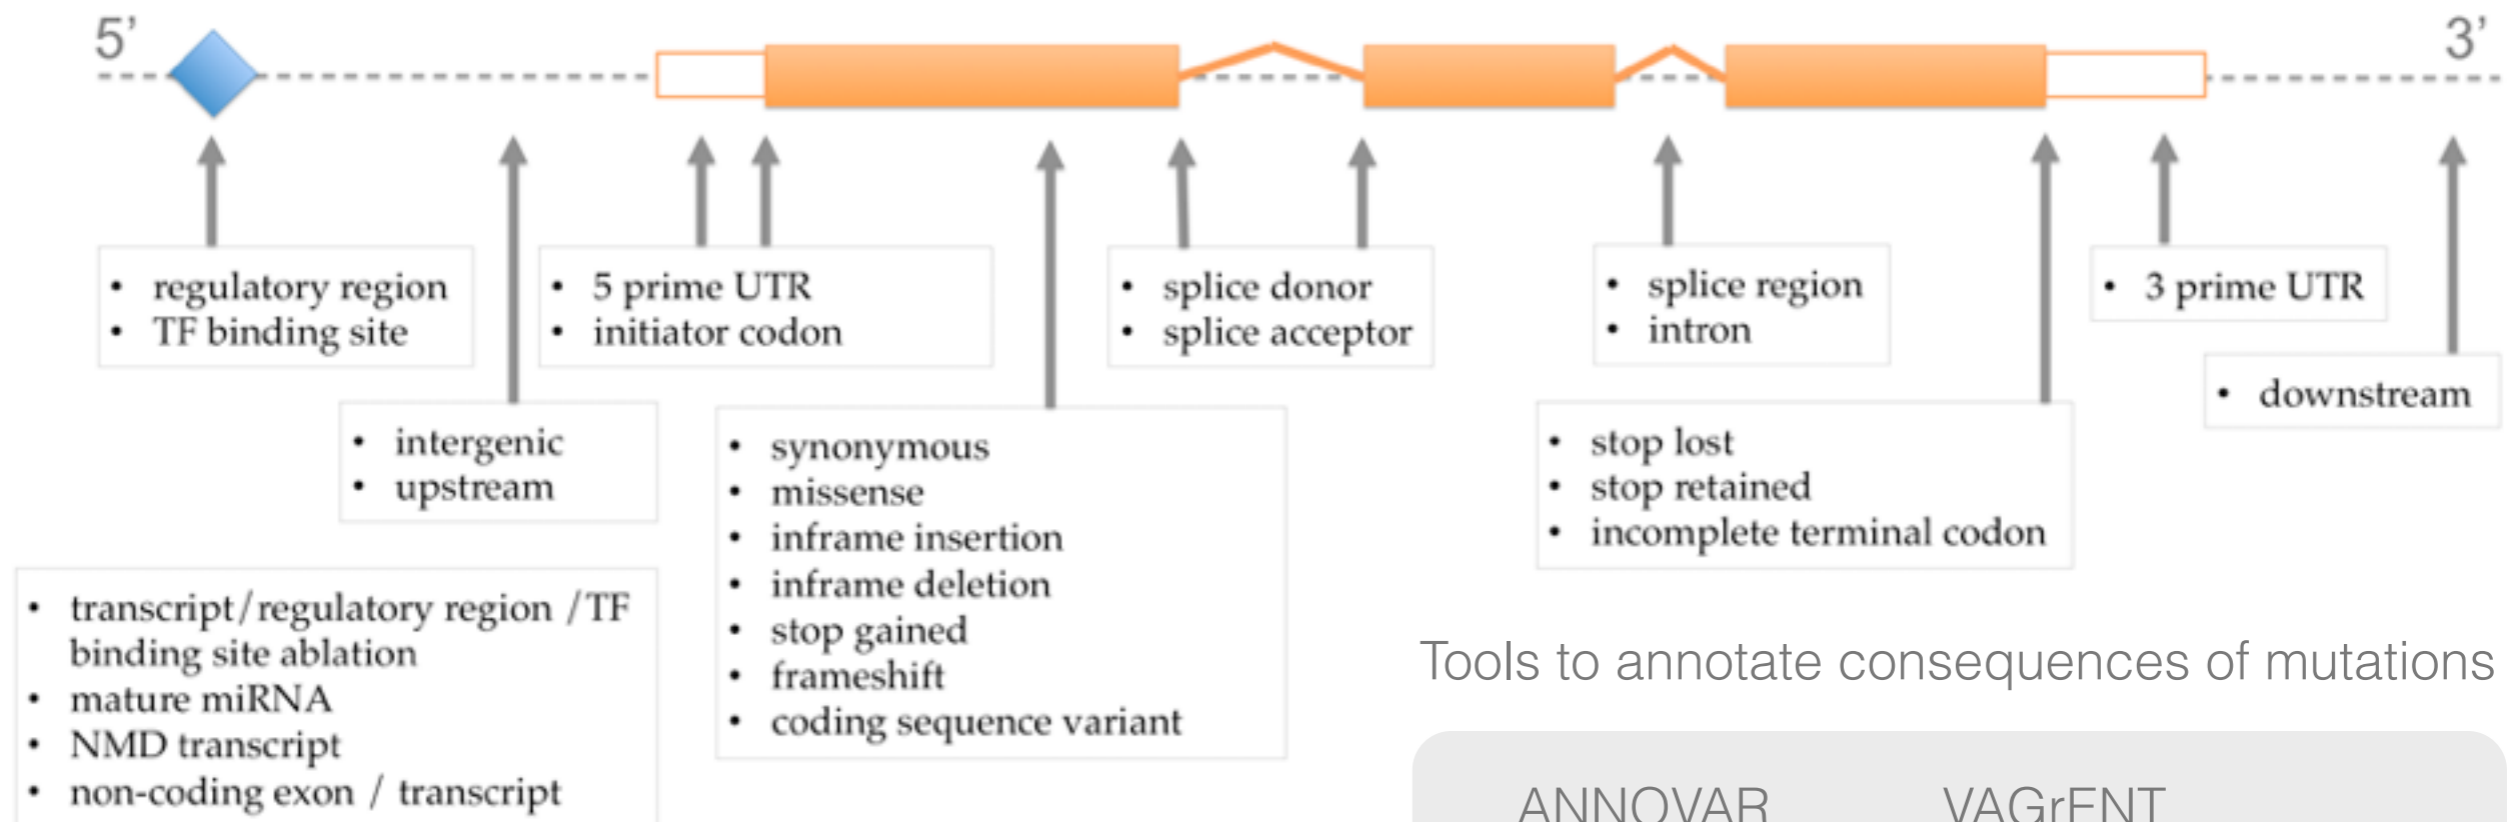 5’
3’
• regulatory region
• TF binding site
• 5 prime UTR
• initiator codon
• splice donor
• splice acceptor
• splice region
• intron
• 3 prime UTR
• downstream
• intergenic
• upstream
• synonymous
• missense
• inframe insertion
• inframe deletion
• stop gained
• frameshift
• coding sequence variant
• stop lost
• stop retained
• incomplete terminal codon
• transcript/regulatory region /TF
binding site ablation
• mature miRNA
• NMD transcript
• non-coding exon / transcript
Tools to annotate consequences of mutations
ANNOVAR
VAGrENT